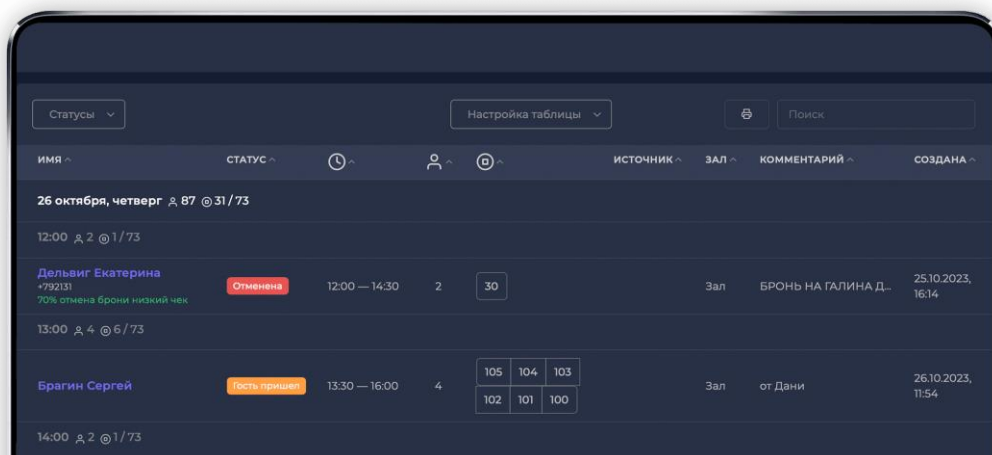 Статусы
Настройка таблицы
Поиск
ИМЯ СТАТУС ИСТОЧНИК ЗАЛ КОММЕНТАРИЙ СОЗДАНА
26 октября, четверг 87 31 / 73
12:00 2 1 / 73
Дельвиг Екатерина
+792131
70% отмена брони низкий чек
Отменена
12:00 — 14:30
2
30
Зал
БРОНЬ НА ГАЛИНА Д...
25.10.2023,
16:14
13:00 4 6 / 73
Брагин Сергей
Гость пришел
13:30 — 16:00
4
105 104 103
102 101 100
Зал
от Дани
26.10.2023,
11:54
14:00 2 1 / 73